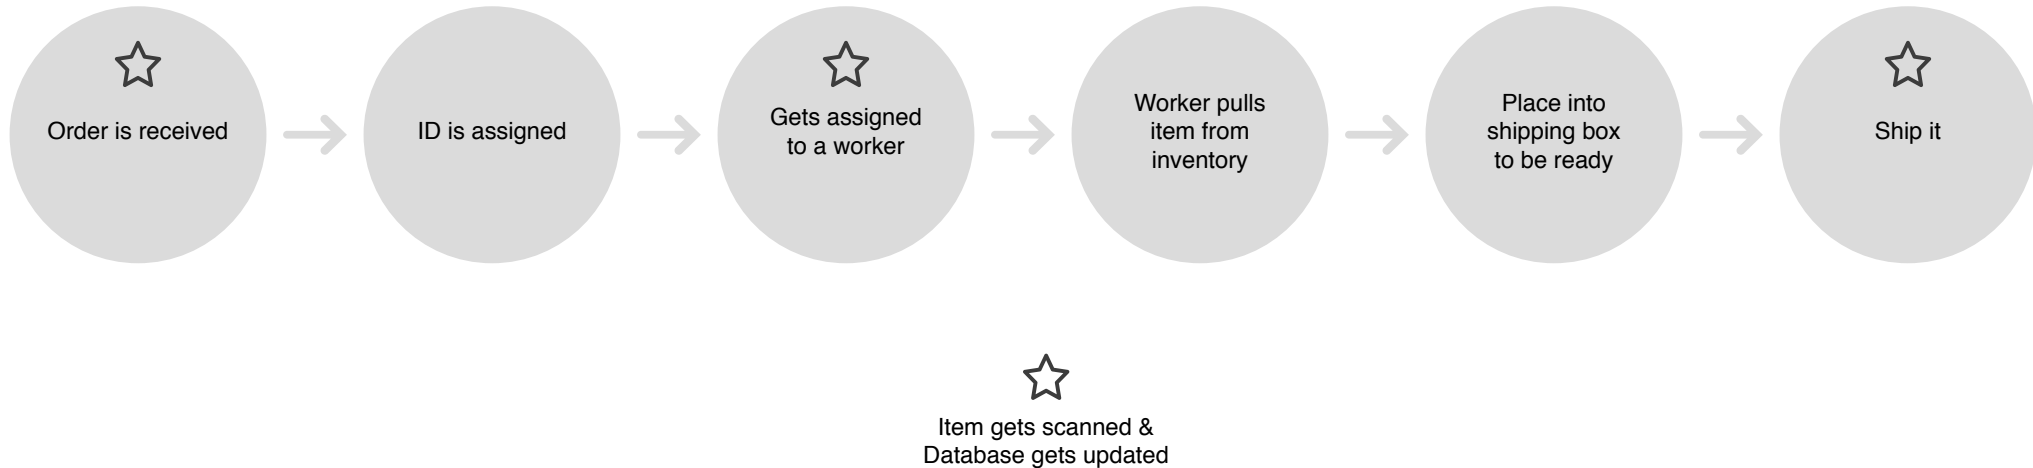 Order is received
ID is assigned
Gets assigned
to a worker
Worker pulls
item from
inventory
Place into
shipping box
to be ready
Ship it
Item gets scanned &
Database gets updated